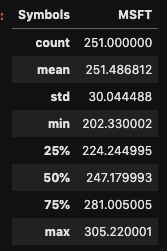 Symbols MSFT
count 251.000000
mean 251.486812
std 30.044488
min 202.330002
25% 224.244995
50% 247.179993
75% 281.005005
max 305.220001